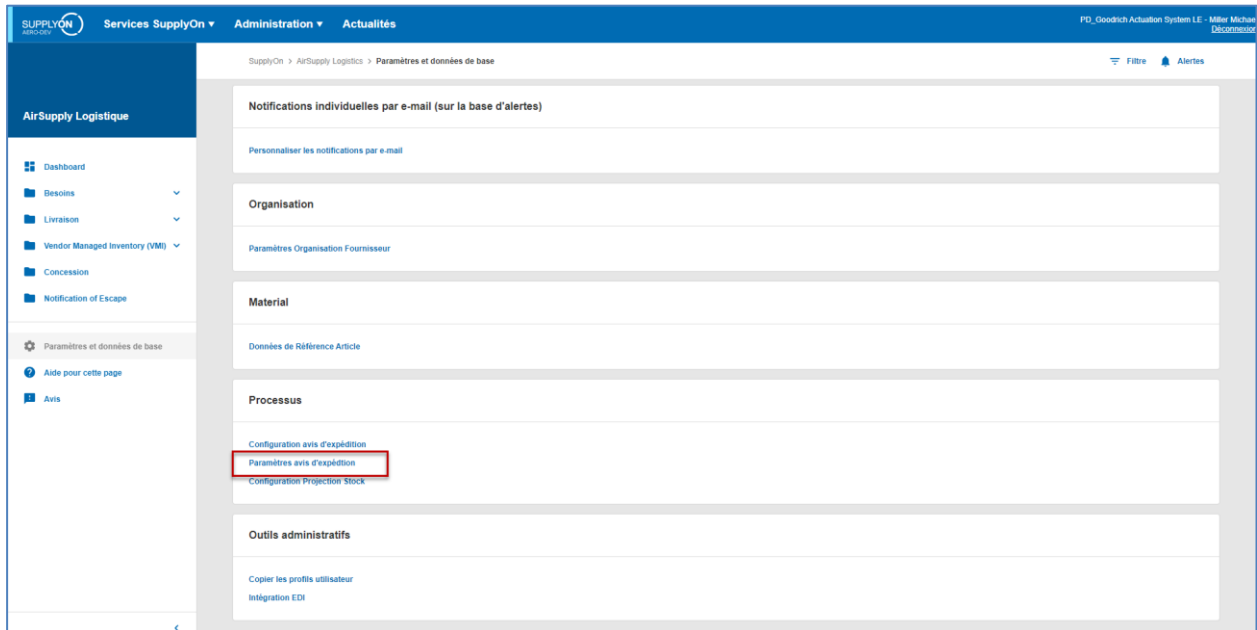 SUPPLYON
AERO-DEV
Services SupplyOn ▾ Administration ▾ Actualités
PD_Goodrich Actuation System LE - Miller Michae
Déconnexion
SupplyOn > AirSupply Logistics > Paramètres et données de base
Filtre Alertes
AirSupply Logistique
Dashboard
Besoins
Livraison
Vendor Managed Inventory (VMI)
Concession
Notification of Escape
Paramètres et données de base
Aide pour cette page
Avis
Notifications individuelles par e-mail (sur la base d'alertes)
Personnaliser les notifications par e-mail
Organisation
Paramètres Organisation Fournisseur
Material
Données de Référence Article
Processus
Configuration avis d'expédition
Paramètres avis d'expédtion
Configuration Projection Stock
Outils administratifs
Copier les profils utilisateur
Intégration EDI